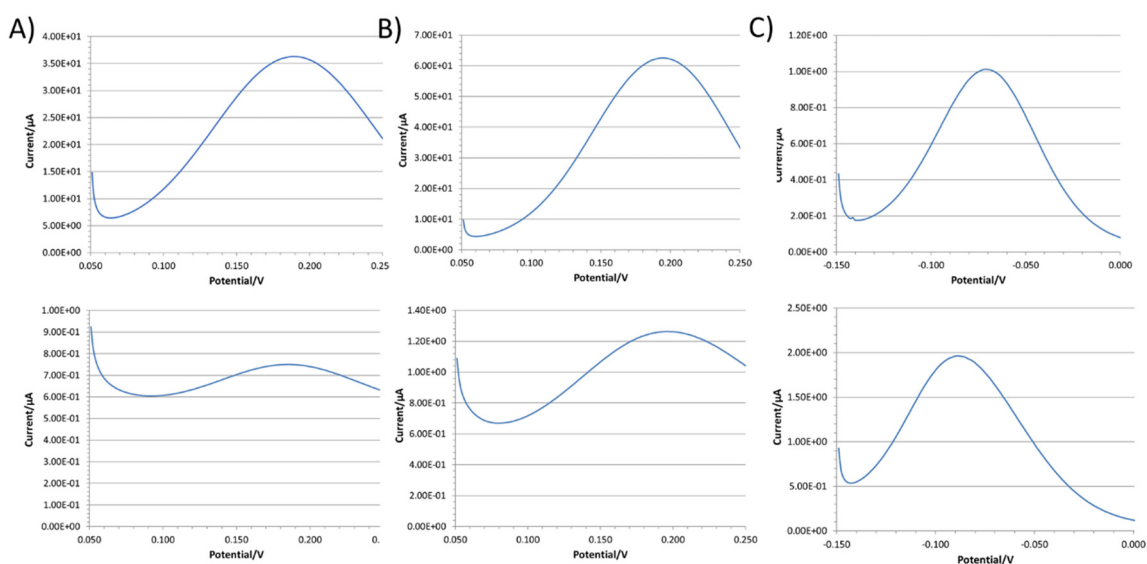 A)
4.00E+01
3.50E+01
3.00E+01
2.50E+01
2.00E+01
1.50E+01
1.00E+01
5.00E+00
0.00E+00
Current/µA
0.050 0.100 0.150 0.200 0.25
Potential/V
B)
7.00E+01
6.00E+01
5.00E+01
4.00E+01
3.00E+01
2.00E+01
1.00E+01
0.00E+00
Current/µA
0.050 0.100 0.150 0.200 0.250
Potential/V
C)
1.20E+00
1.00E+00
8.00E-01
6.00E-01
4.00E-01
2.00E-01
0.00E+00
Current/µA
-0.150 -0.100 -0.050 0.000
Potential/V
1.00E+00
9.00E-01
8.00E-01
7.00E-01
6.00E-01
5.00E-01
4.00E-01
3.00E-01
2.00E-01
1.00E-01
0.00E+00
Current/µA
0.050 0.100 0.150 0.200 0.
Potential/V
1.40E+00
1.20E+00
1.00E+00
8.00E-01
6.00E-01
4.00E-01
2.00E-01
0.00E+00
Current/µA
0.050 0.100 0.150 0.200 0.250
Potential/V
2.50E+00
2.00E+00
1.50E+00
1.00E+00
5.00E-01
0.00E+00
Current/µA
-0.150 -0.100 -0.050 0.000
Potential/V